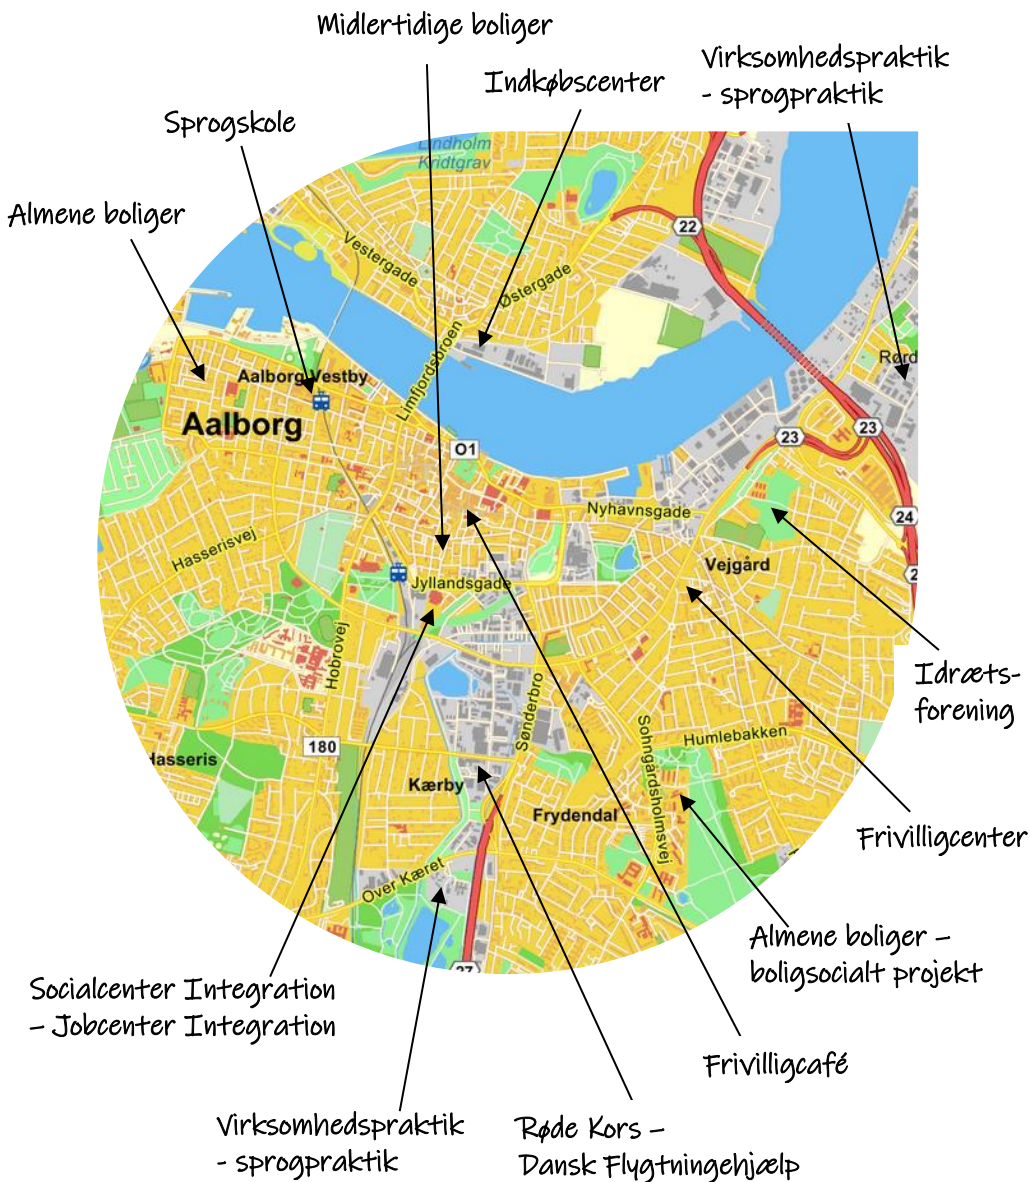 Midlertidige boliger
Indkøbscenter
Virksomhedspraktik
- sprogpraktik
Sprogskole
Almene boliger
Lindholm
Kridtgrav
22
Vestergade
Østergade
Limfjordsbroen
Aalborg Vestby
Aalborg
O1
23
23
24
Nyhavnsgade
Hasserisvej
Vejgård
Jyllandsgade
Hobrovej
Idræts-
forening
Sønderbro
Sohngårdsholmsvej
Humlebakken
180
Hasseris
Kærby
Frydendal
Frivilligcenter
Over Kæret
27
Almene boliger –
boligsocialt projekt
Socialcenter Integration
– Jobcenter Integration
Frivilligcafé
Virksomhedspraktik
- sprogpraktik
Røde Kors –
Dansk Flygtningehjælp